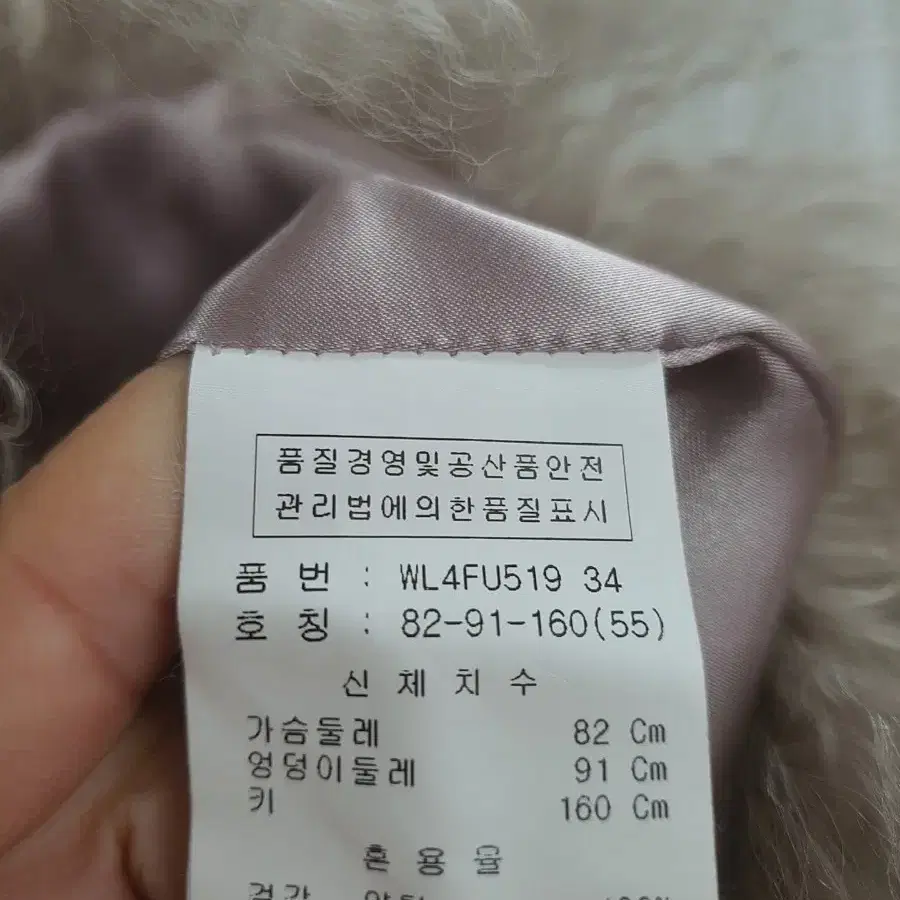 품질경영및공산품안전
관리법에의한품질표시
품 번 : WL4FU519 34
호 칭 : 82-91-160(55)
신 체 치 수
가슴둘레 82 Cm
엉덩이둘레 91 Cm
키 160 Cm
혼 용 율
겉감